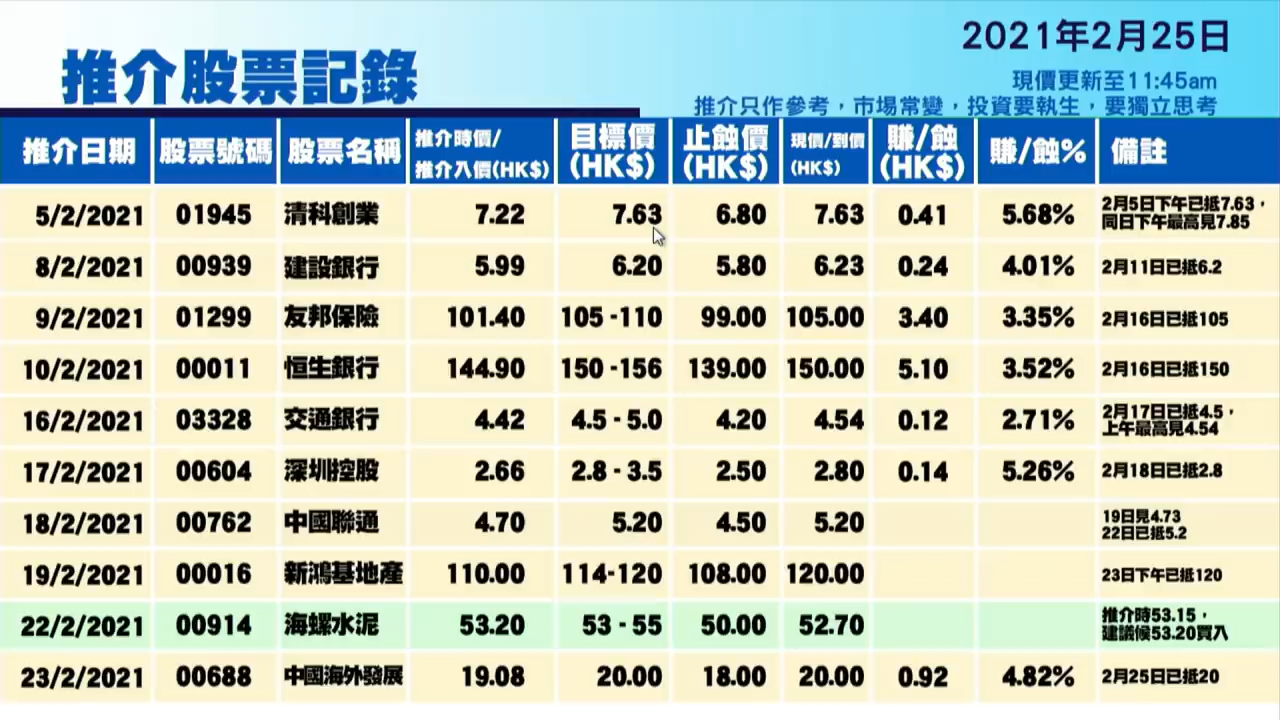 2021年2月25日
推介股票記錄
現價更新至11:45am
推介只作參考，市場常變，投資要執生，要獨立思考
推介日期 股票號碼 股票名稱 推介時價/推介入價(HK$) 目標價(HK$) 止蝕價(HK$) 現價/到價(HK$) 賺/蝕(HK$) 賺/蝕% 備註
5/2/2021 01945 清科創業 7.22 7.63 6.80 7.63 0.41 5.68% 2月5日下午已抵7.63，
同日下午最高見7.85
8/2/2021 00939 建設銀行 5.99 6.20 5.80 6.23 0.24 4.01% 2月11日已抵6.2
9/2/2021 01299 友邦保險 101.40 105 -110 99.00 105.00 3.40 3.35% 2月16日已抵105
10/2/2021 00011 恒生銀行 144.90 150 -156 139.00 150.00 5.10 3.52% 2月16日已抵150
16/2/2021 03328 交通銀行 4.42 4.5 - 5.0 4.20 4.54 0.12 2.71% 2月17日已抵4.5，
上午最高見4.54
17/2/2021 00604 深圳控股 2.66 2.8 - 3.5 2.50 2.80 0.14 5.26% 2月18日已抵2.8
18/2/2021 00762 中國聯通 4.70 5.20 4.50 5.20 19日見4.73
22日已抵5.2
19/2/2021 00016 新鴻基地產 110.00 114-120 108.00 120.00 23日下午已抵120
22/2/2021 00914 海螺水泥 53.20 53 - 55 50.00 52.70 推介時53.15，
建議候53.20買入
23/2/2021 00688 中國海外發展 19.08 20.00 18.00 20.00 0.92 4.82% 2月25日已抵20